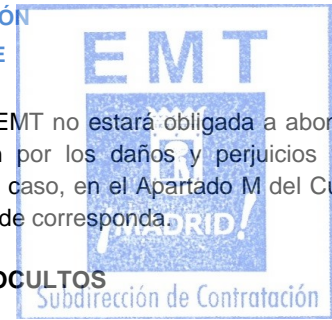 ÓN
E
EMT
EMT no estará obligada a abor
por los daños y perjuicios
caso, en el Apartado M del Cu
de corresponda.
¡MADRID!
OCULTOS
Subdirección de Contratación